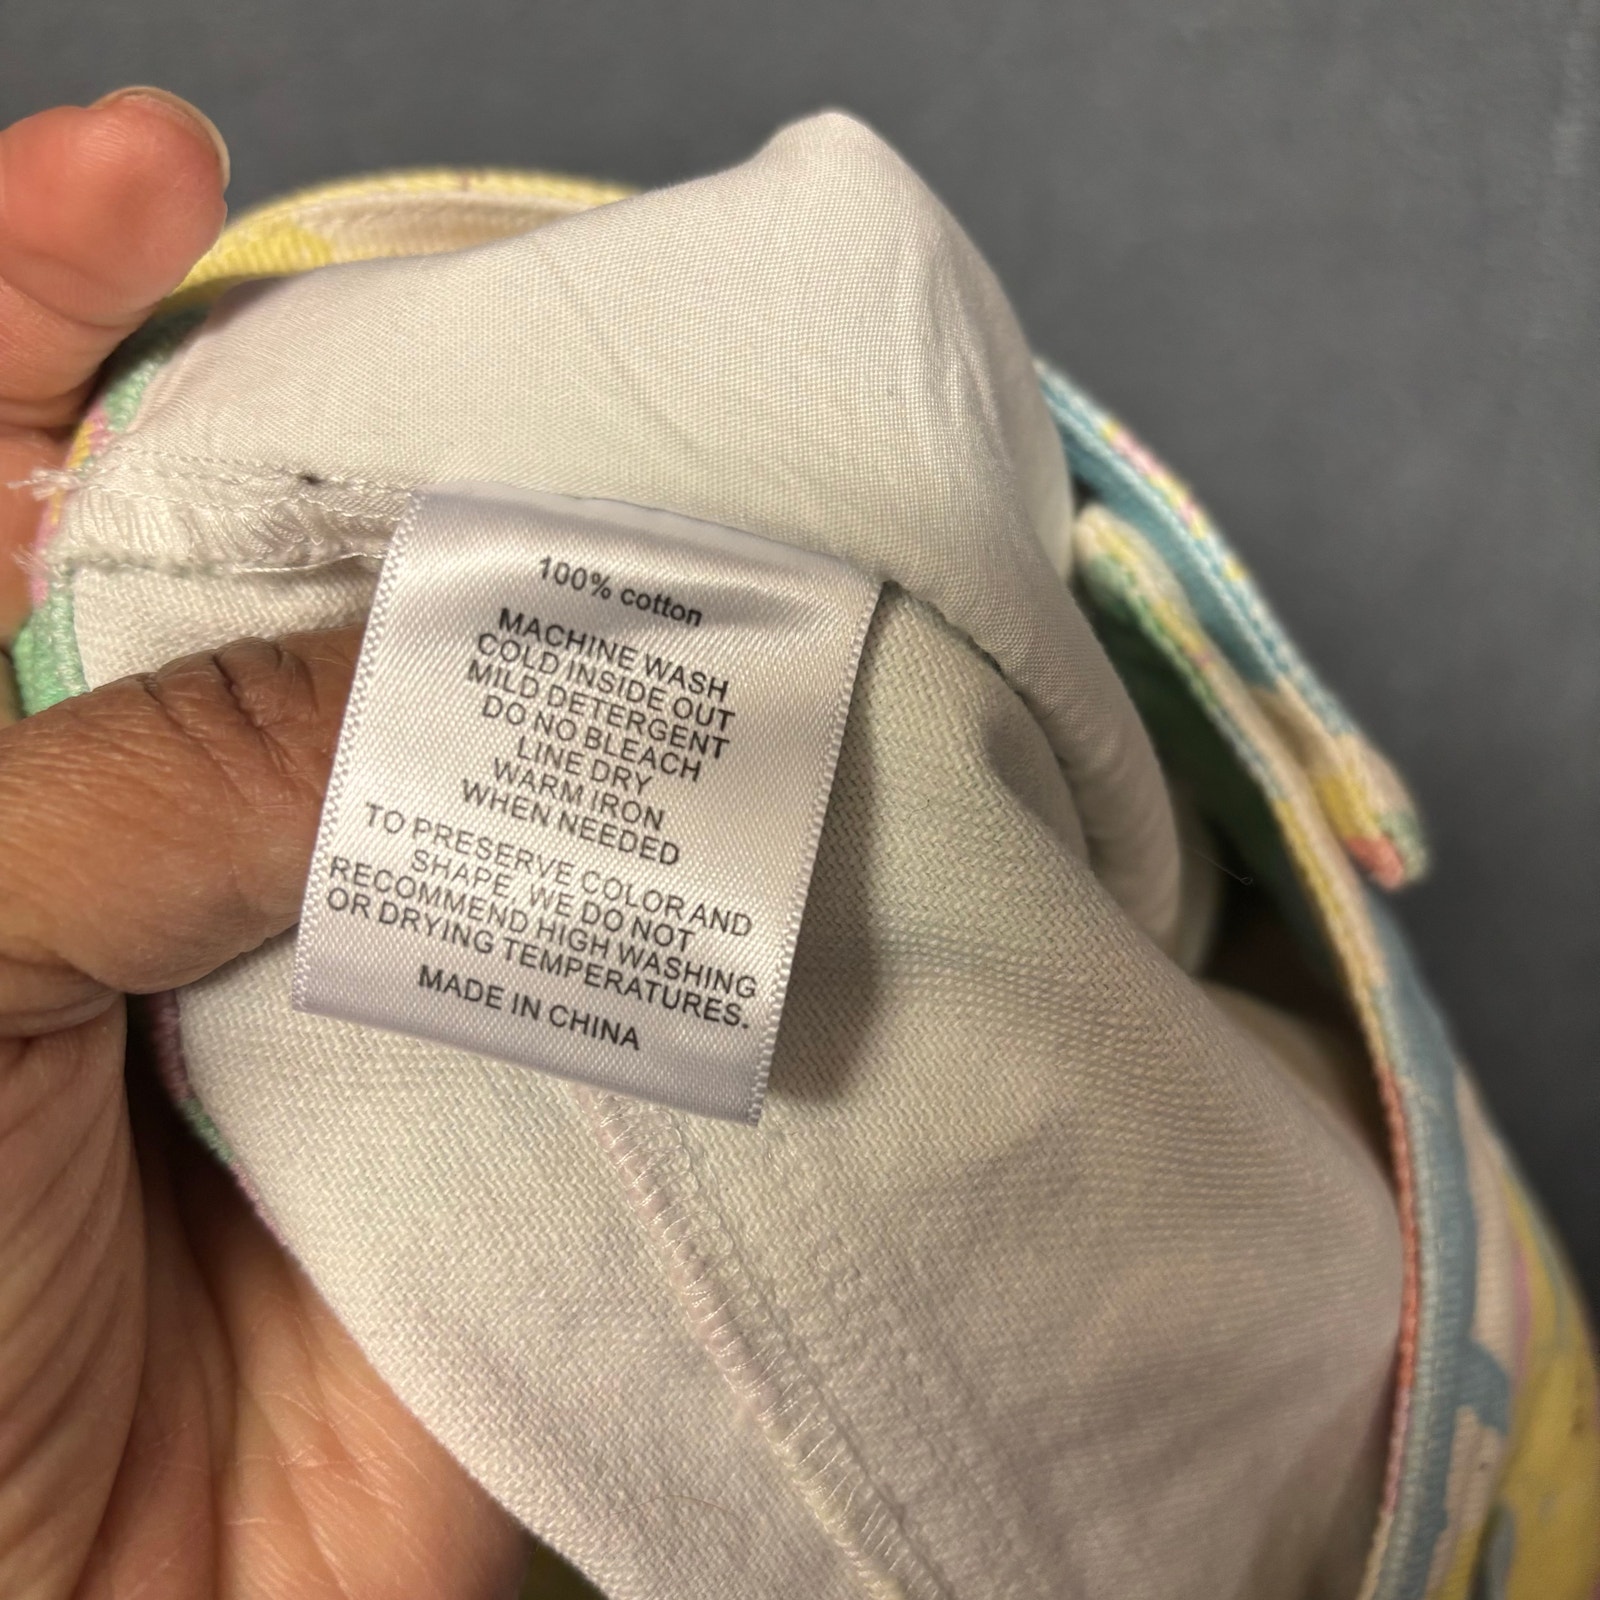 100% cotton
MACHINE WASH
COLD INSIDE OUT
MILD DETERGENT
DO NO BLEACH
LINE DRY
WARM IRON
WHEN NEEDED
TO PRESERVE COLOR AND
SHAPE, WE DO NOT
RECOMMEND HIGH WASHING
OR DRYING TEMPERATURES.
MADE IN CHINA